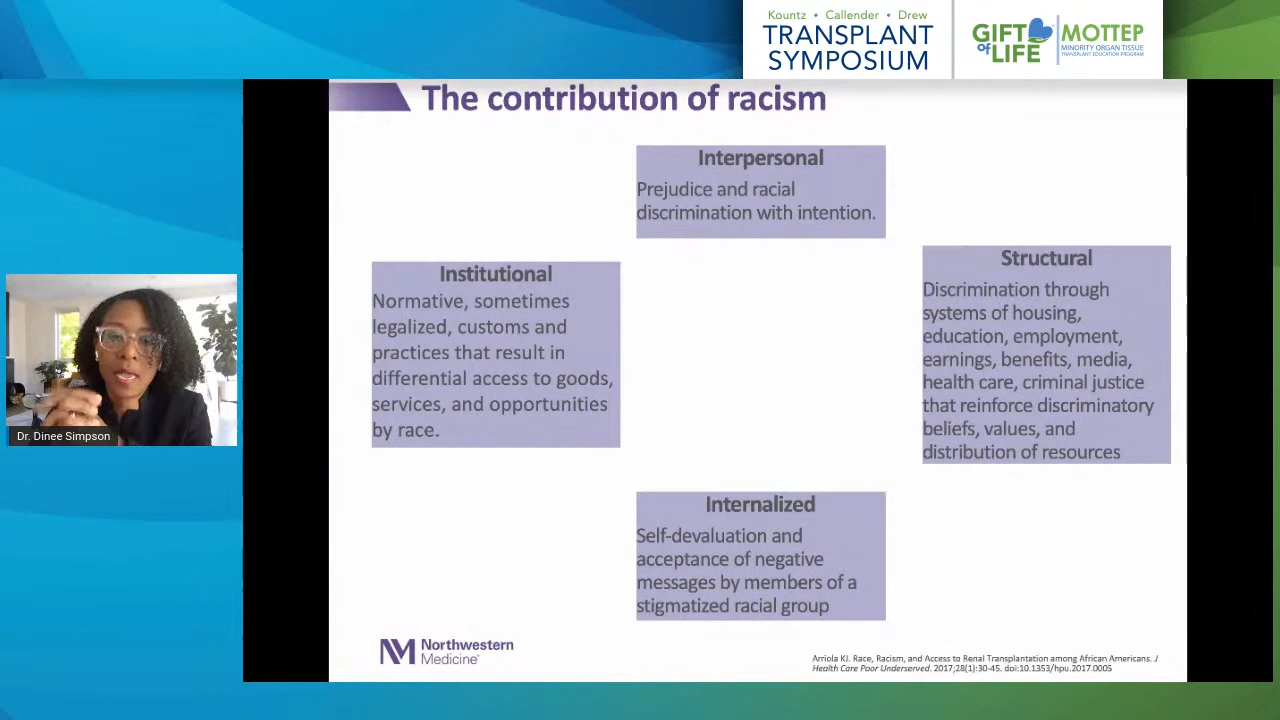 Kountz • Callender • Drew
TRANSPLANT
SYMPOSIUM
GIFT
of LIFE
MOTTEP
MINORITY ORGAN TISSUE
TRANSPLANT EDUCATION PROGRAM
The contribution of racism
Interpersonal
Prejudice and racial
discrimination with intention.
Institutional
Normative, sometimes
legalized, customs and
practices that result in
differential access to goods,
services, and opportunities
by race.
Structural
Discrimination through
systems of housing,
education, employment,
earnings, benefits, media,
health care, criminal justice
that reinforce discriminatory
beliefs, values, and
distribution of resources
Dr. Dinee Simpson
Internalized
Self-devaluation and
acceptance of negative
messages by members of a
stigmatized racial group
NM Northwestern
Medicine
Arriola KJ. Race, Racism, and Access to Renal Transplantation among African Americans. J
Health Care Poor Underserved. 2017;28(1):30-45. doi:10.1353/hpu.2017.0005